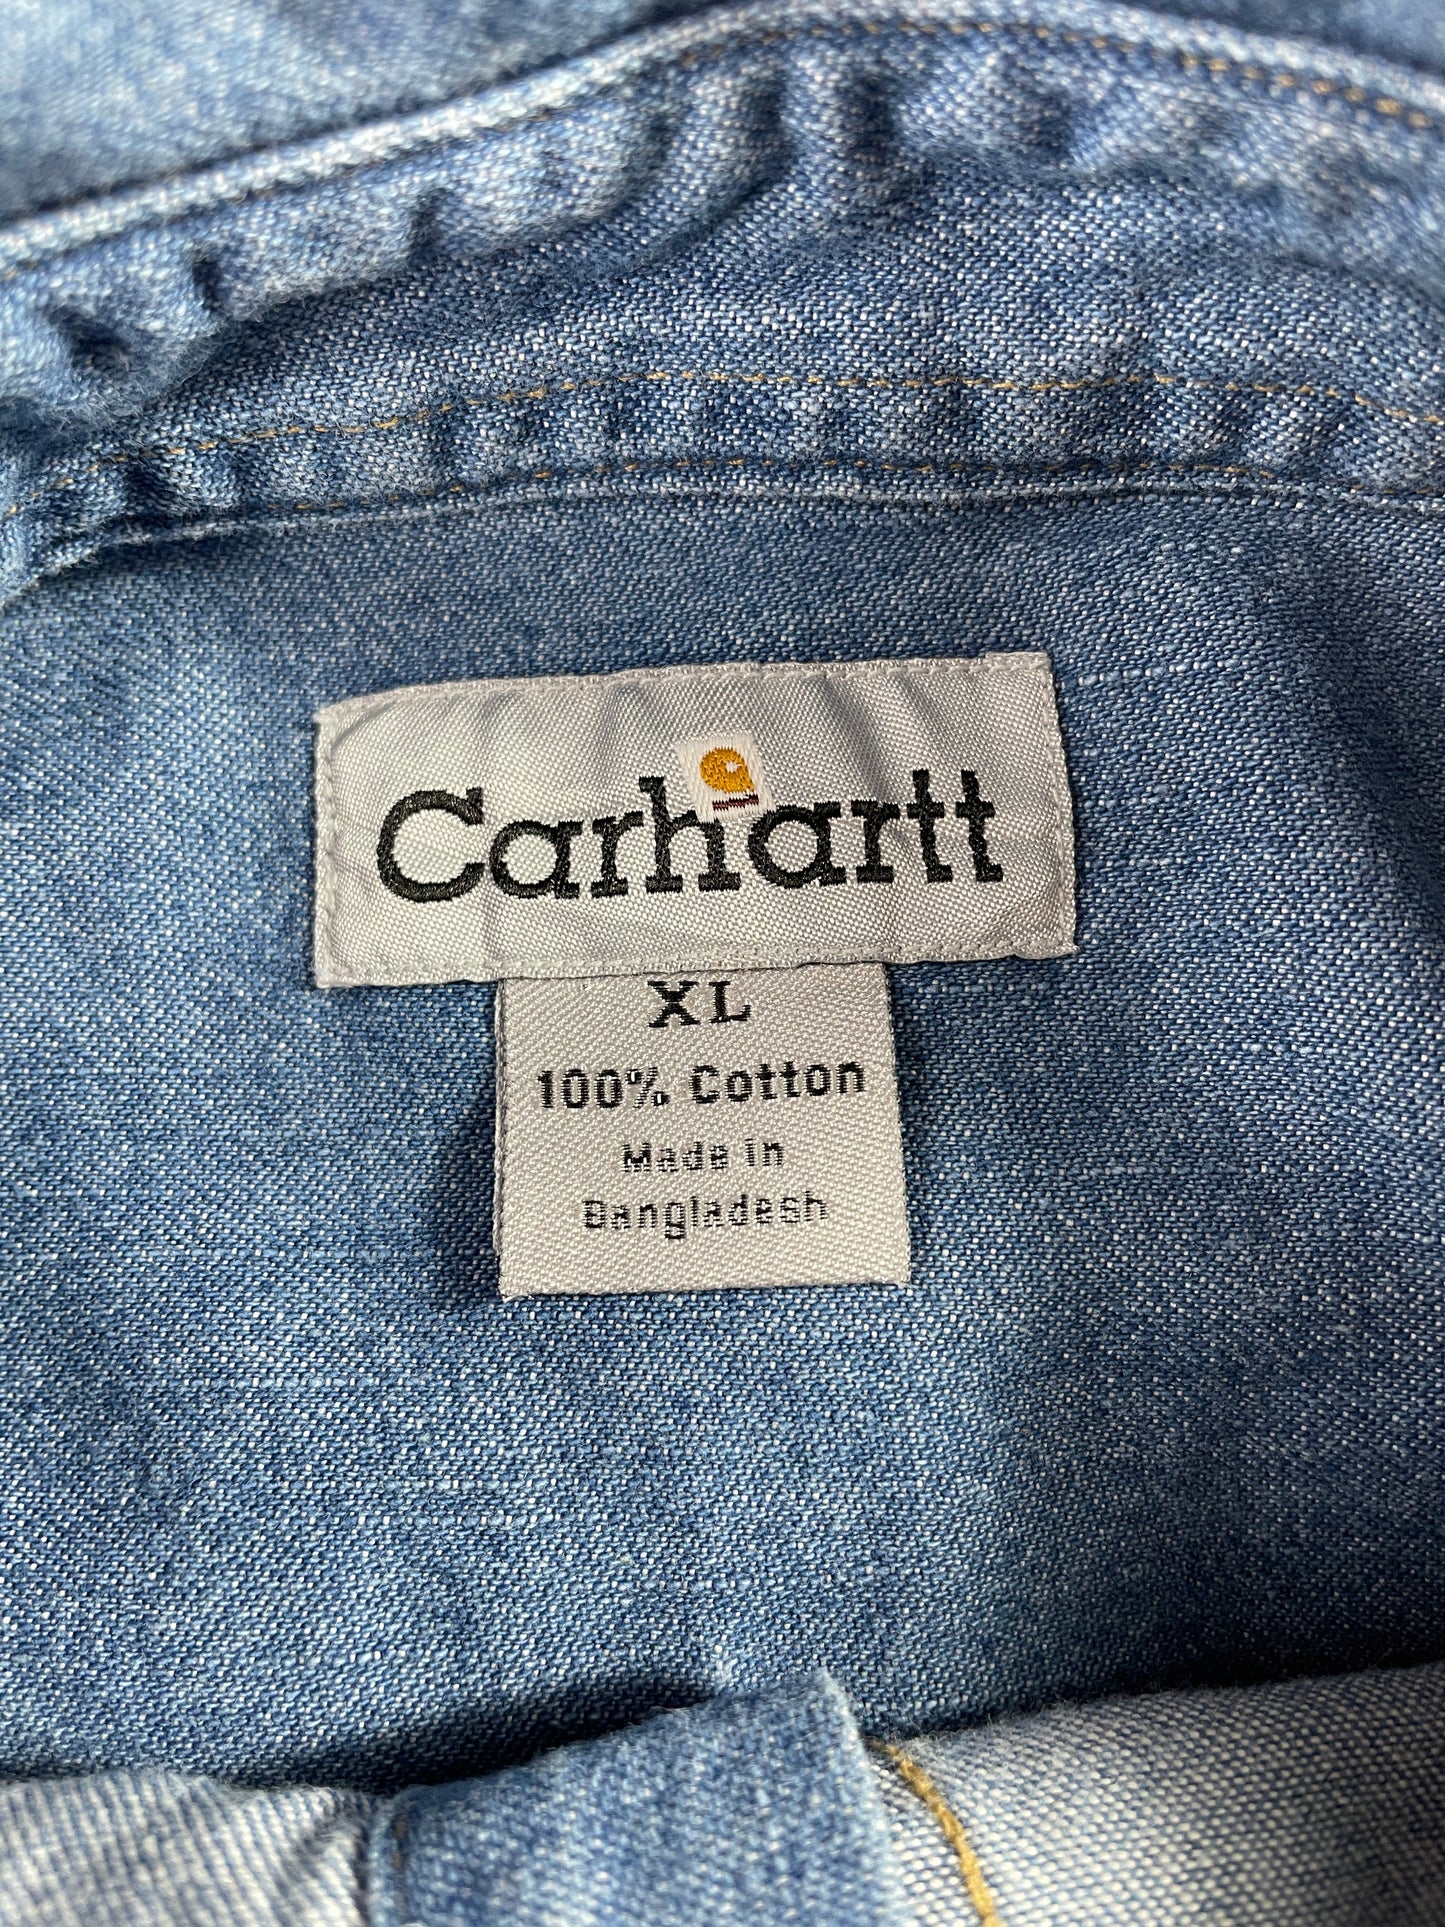 Carhartt
XL
100% Cotton
Made in
Bangladesh